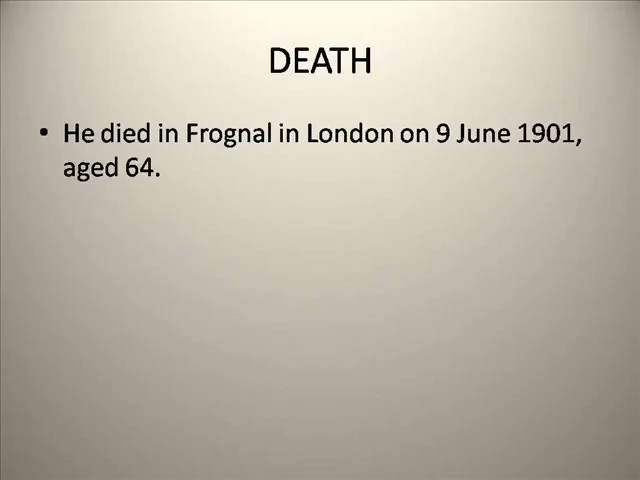 DEATH
• He died in Frognal in London on 9 June 1901,
aged 64.